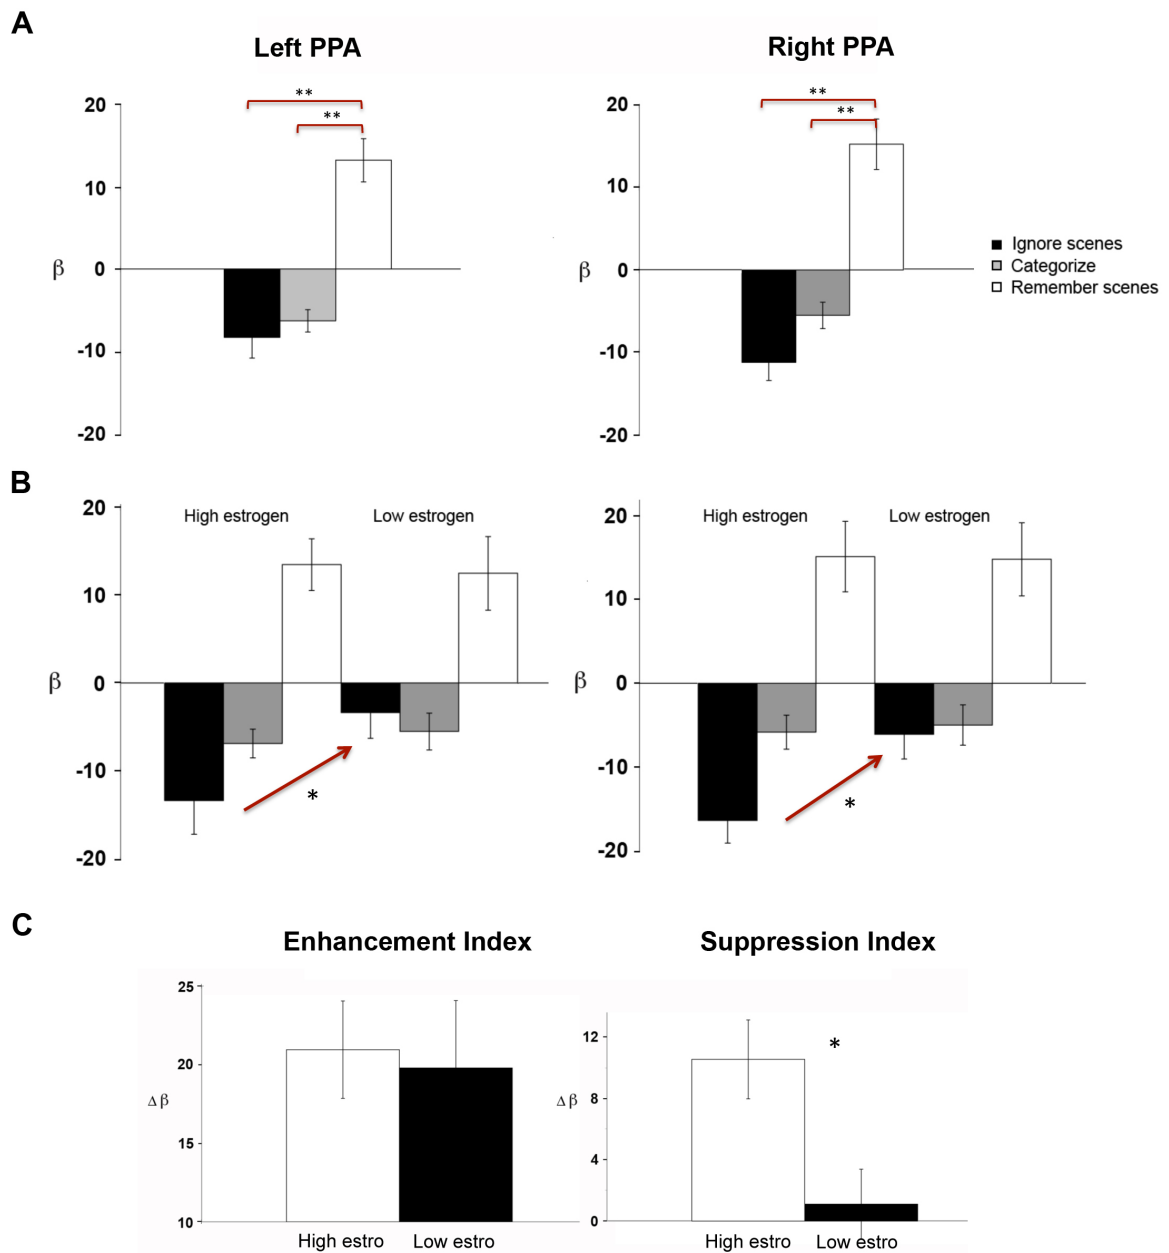 A
Left PPA
Right PPA
20
10
0
-10
-20
β
**
**
20
10
0
-10
-20
β
**
**
Ignore scenes
Categorize
Remember scenes
B
20
10
0
-10
-20
β
High estrogen
Low estrogen
*
20
10
0
-10
-20
β
High estrogen
Low estrogen
*
C
Enhancement Index
Suppression Index
25
20
15
10
Δβ
High estro
Low estro
12
8
4
0
Δβ
*
High estro
Low estro